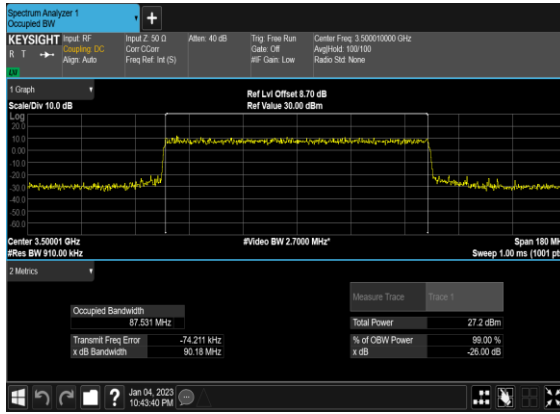 Spectrum Analyzer 1
Occupied BW
+
KEYSIGHT
R T
LXI
Input: RF
Coupling: DC
Align: Auto
Input Z: 50 Ω
Corr CCorr
Freq Ref: Int (S)
Atten: 40 dB
Trig: Free Run
Gate: Off
#IF Gain: Low
Center Freq: 3.500010000 GHz
Avg|Hold: 100/100
Radio Std: None
1 Graph
Scale/Div 10.0 dB
Ref Lvl Offset 8.70 dB
Ref Value 30.00 dBm
Log
20.0
10.0
0.00
-10.0
-20.0
-30.0
-40.0
-50.0
-60.0
Center 3.50001 GHz
#Res BW 910.00 kHz
#Video BW 2.7000 MHz*
Span 180 MH
Sweep 1.00 ms (1001 pt
2 Metrics
Measure Trace Trace 1
Occupied Bandwidth
87.531 MHz
Total Power 27.2 dBm
Transmit Freq Error -74.211 kHz
% of OBW Power 99.00 %
x dB Bandwidth 90.18 MHz
x dB -26.00 dB
?
Jan 04, 2023
10:43:40 PM